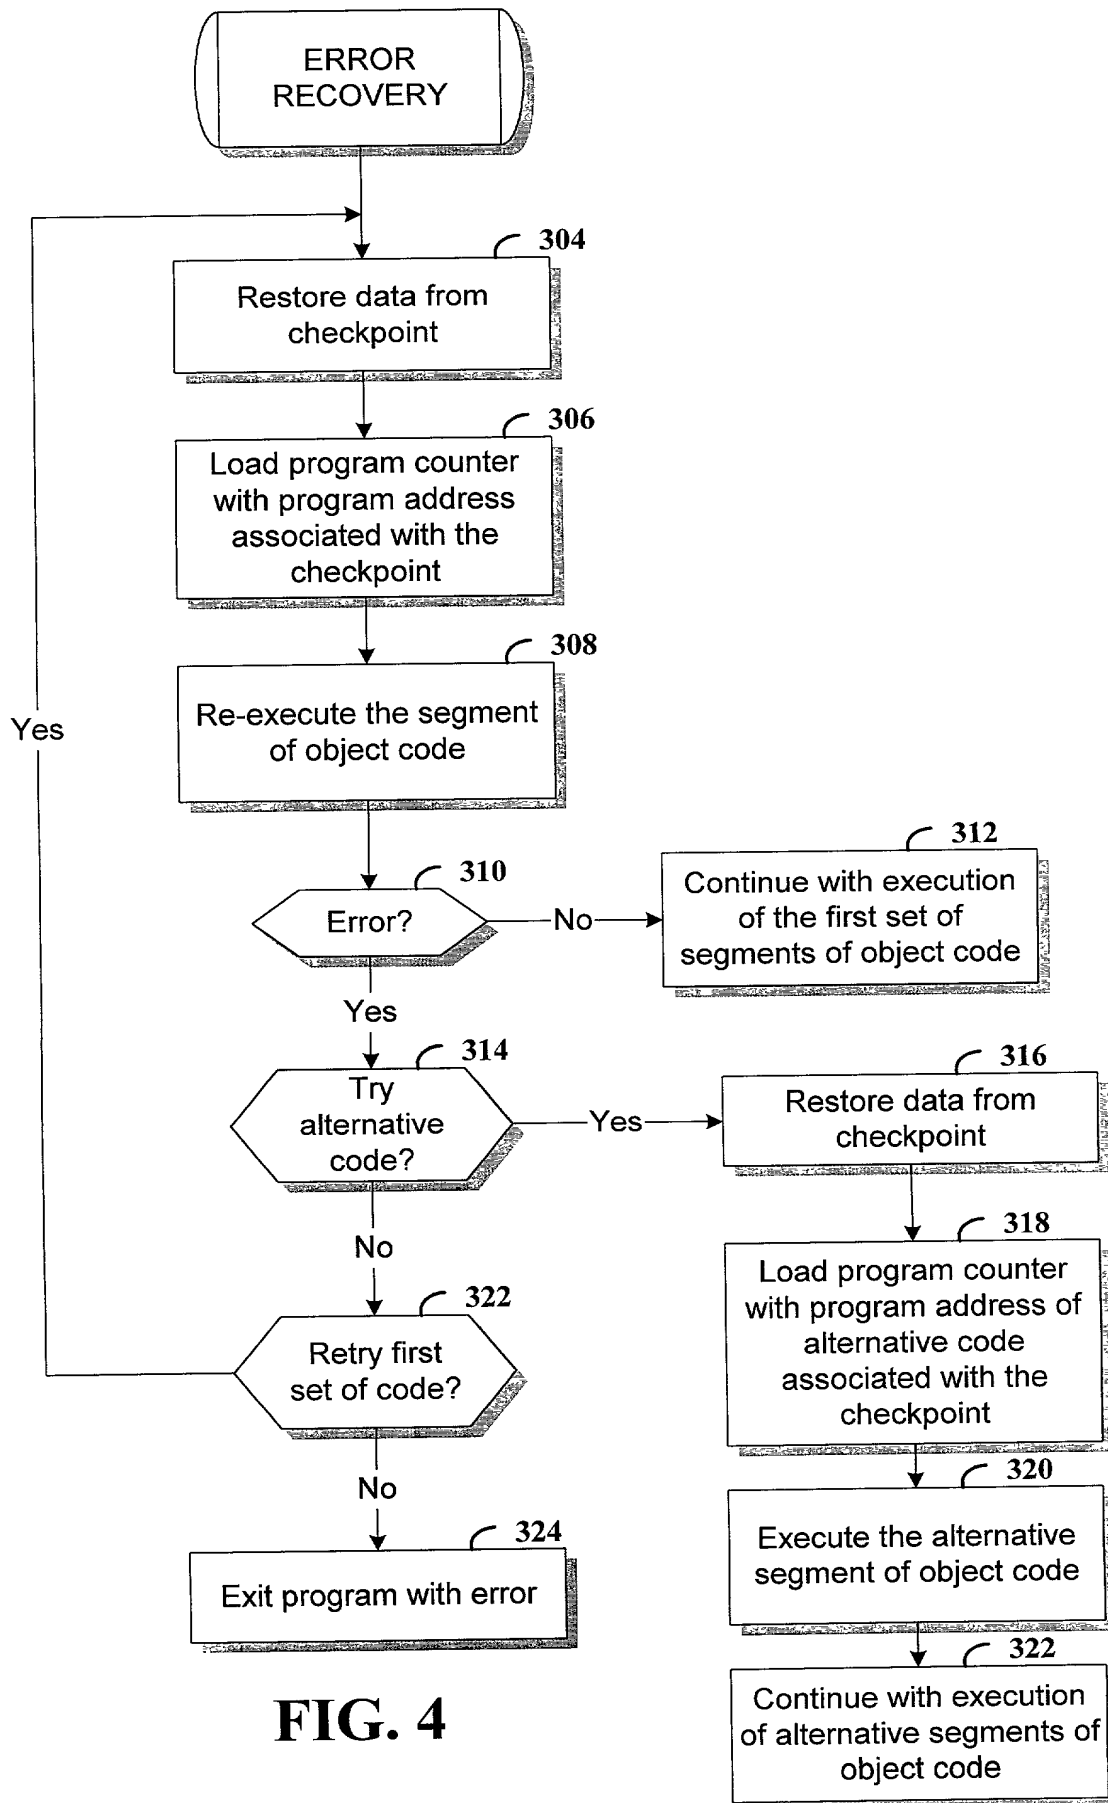 ERROR
RECOVERY
304
Restore data from
checkpoint
306
Load program counter
with program address
associated with the
checkpoint
308
Re-execute the segment
of object code
Yes
310
Error?
No
312
Continue with execution
of the first set of
segments of object code
Yes
314
Try
alternative
code?
Yes
316
Restore data from
checkpoint
318
Load program counter
with program address of
alternative code
associated with the
checkpoint
No
322
Retry first
set of code?
No
320
Execute the alternative
segment of object code
324
Exit program with error
322
Continue with execution
of alternative segments of
object code
FIG. 4